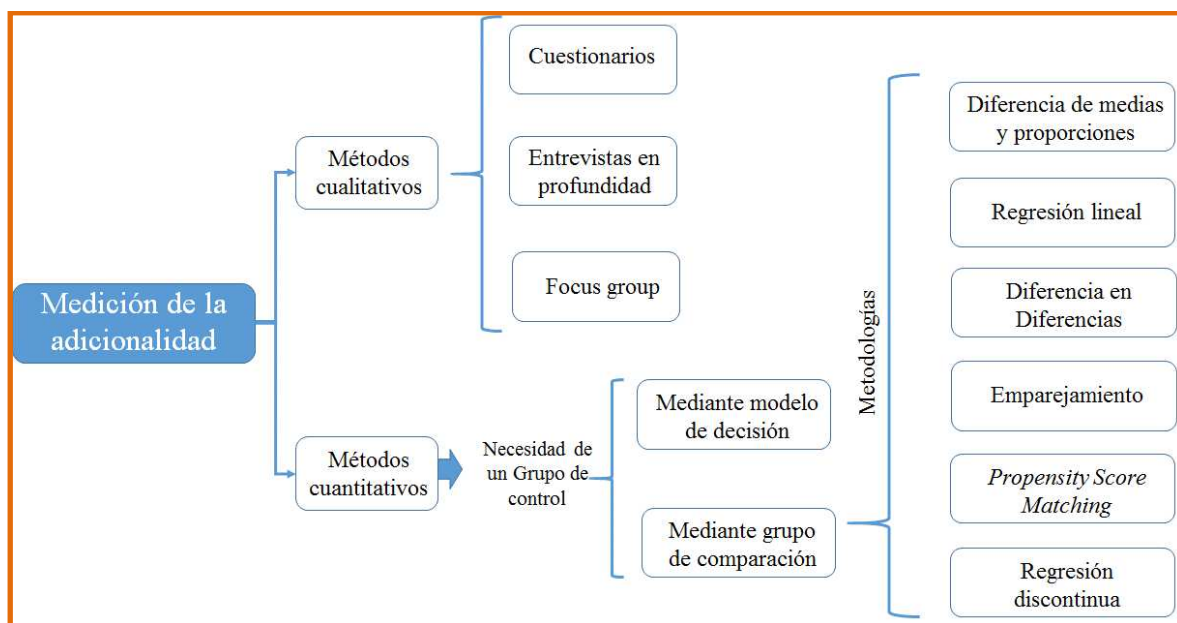 Medición de la
adicionalidad
Métodos
cualitativos
Cuestionarios
Entrevistas en
profundidad
Focus group
Métodos
cuantitativos
Necesidad de
un Grupo de
control
Mediante modelo
de decisión
Mediante grupo
de comparación
Metodologías
Diferencia de medias
y proporciones
Regresión lineal
Diferencia en
Diferencias
Emparejamiento
Propensity Score
Matching
Regresión
discontinua